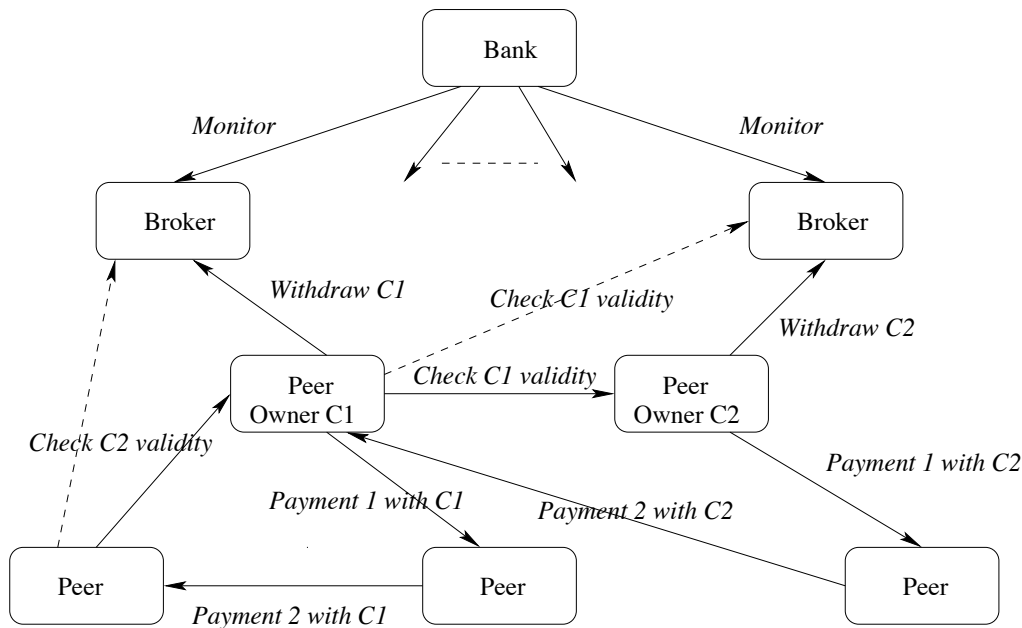 Bank
Monitor
Monitor
Broker
Broker
Withdraw C1
Check C1 validity
Withdraw C2
Peer
Owner C1
Check C1 validity
Peer
Owner C2
Check C2 validity
Payment 1 with C1
Payment 2 with C2
Payment 1 with C2
Peer
Peer
Peer
Payment 2 with C1